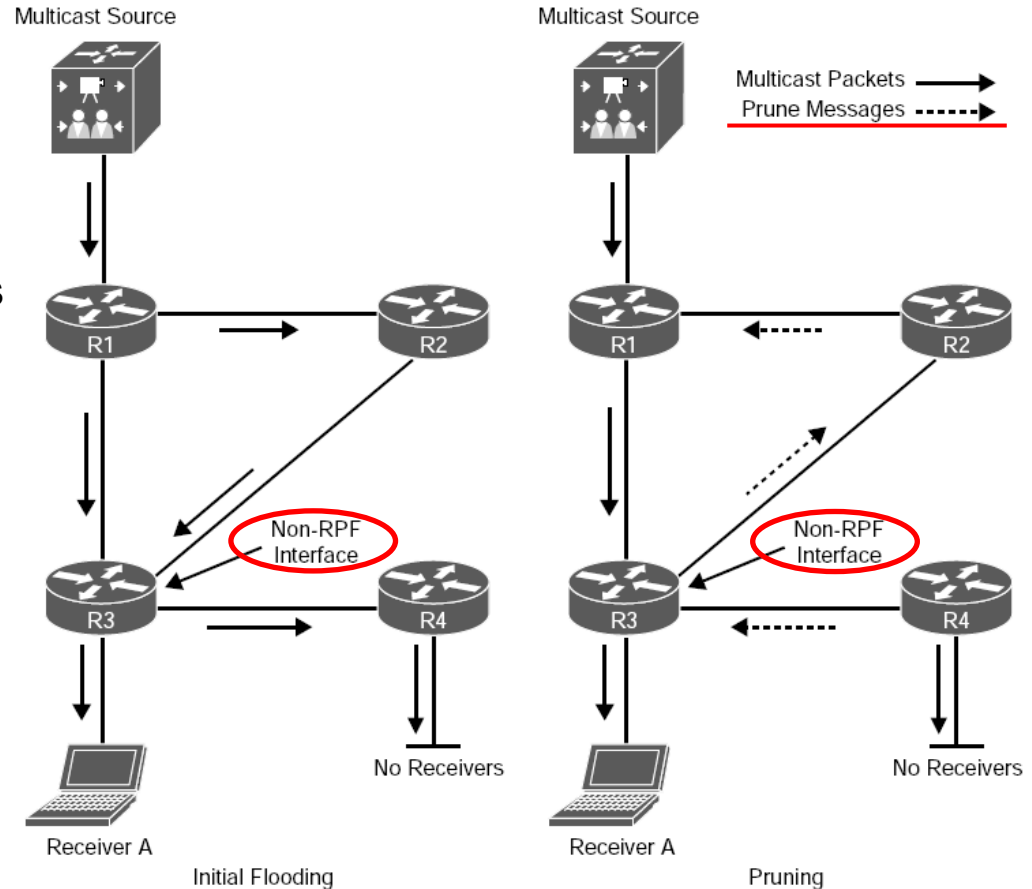 Multicast Source
R1
R2
Non-RPF
Interface
R3
R4
No Receivers
Receiver A
Initial Flooding
Multicast Source
Multicast Packets
Prune Messages
R1
R2
Non-RPF
Interface
R3
R4
No Receivers
Receiver A
Pruning
s